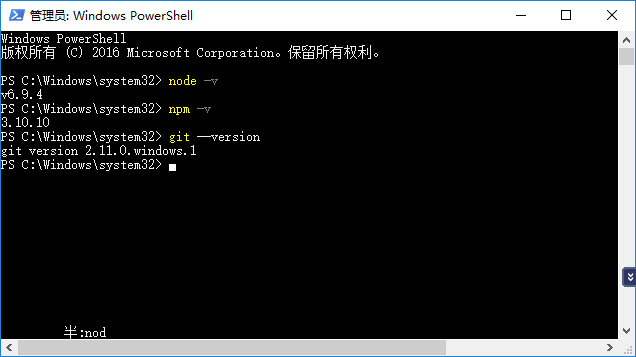 管理员: Windows PowerShell
Windows PowerShell
版权所有 (C) 2016 Microsoft Corporation。保留所有权利。
PS C:\Windows\system32> node -v
v6.9.4
PS C:\Windows\system32> npm -v
3.10.10
PS C:\Windows\system32> git --version
git version 2.11.0.windows.1
PS C:\Windows\system32>
半:nod